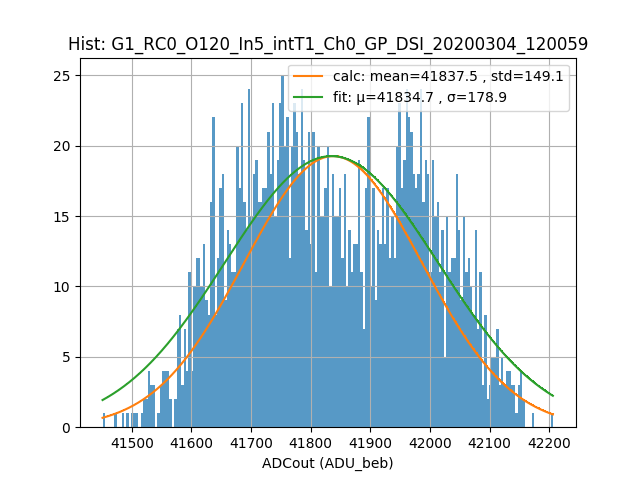 Hist: G1_RC0_O120_In5_intT1_Ch0_GP_DSI_20200304_120059
calc: mean=41837.5 , std=149.1
fit: μ=41834.7 , σ=178.9
25
20
15
10
5
0
41500 41600 41700 41800 41900 42000 42100 42200
ADCout (ADU_beb)